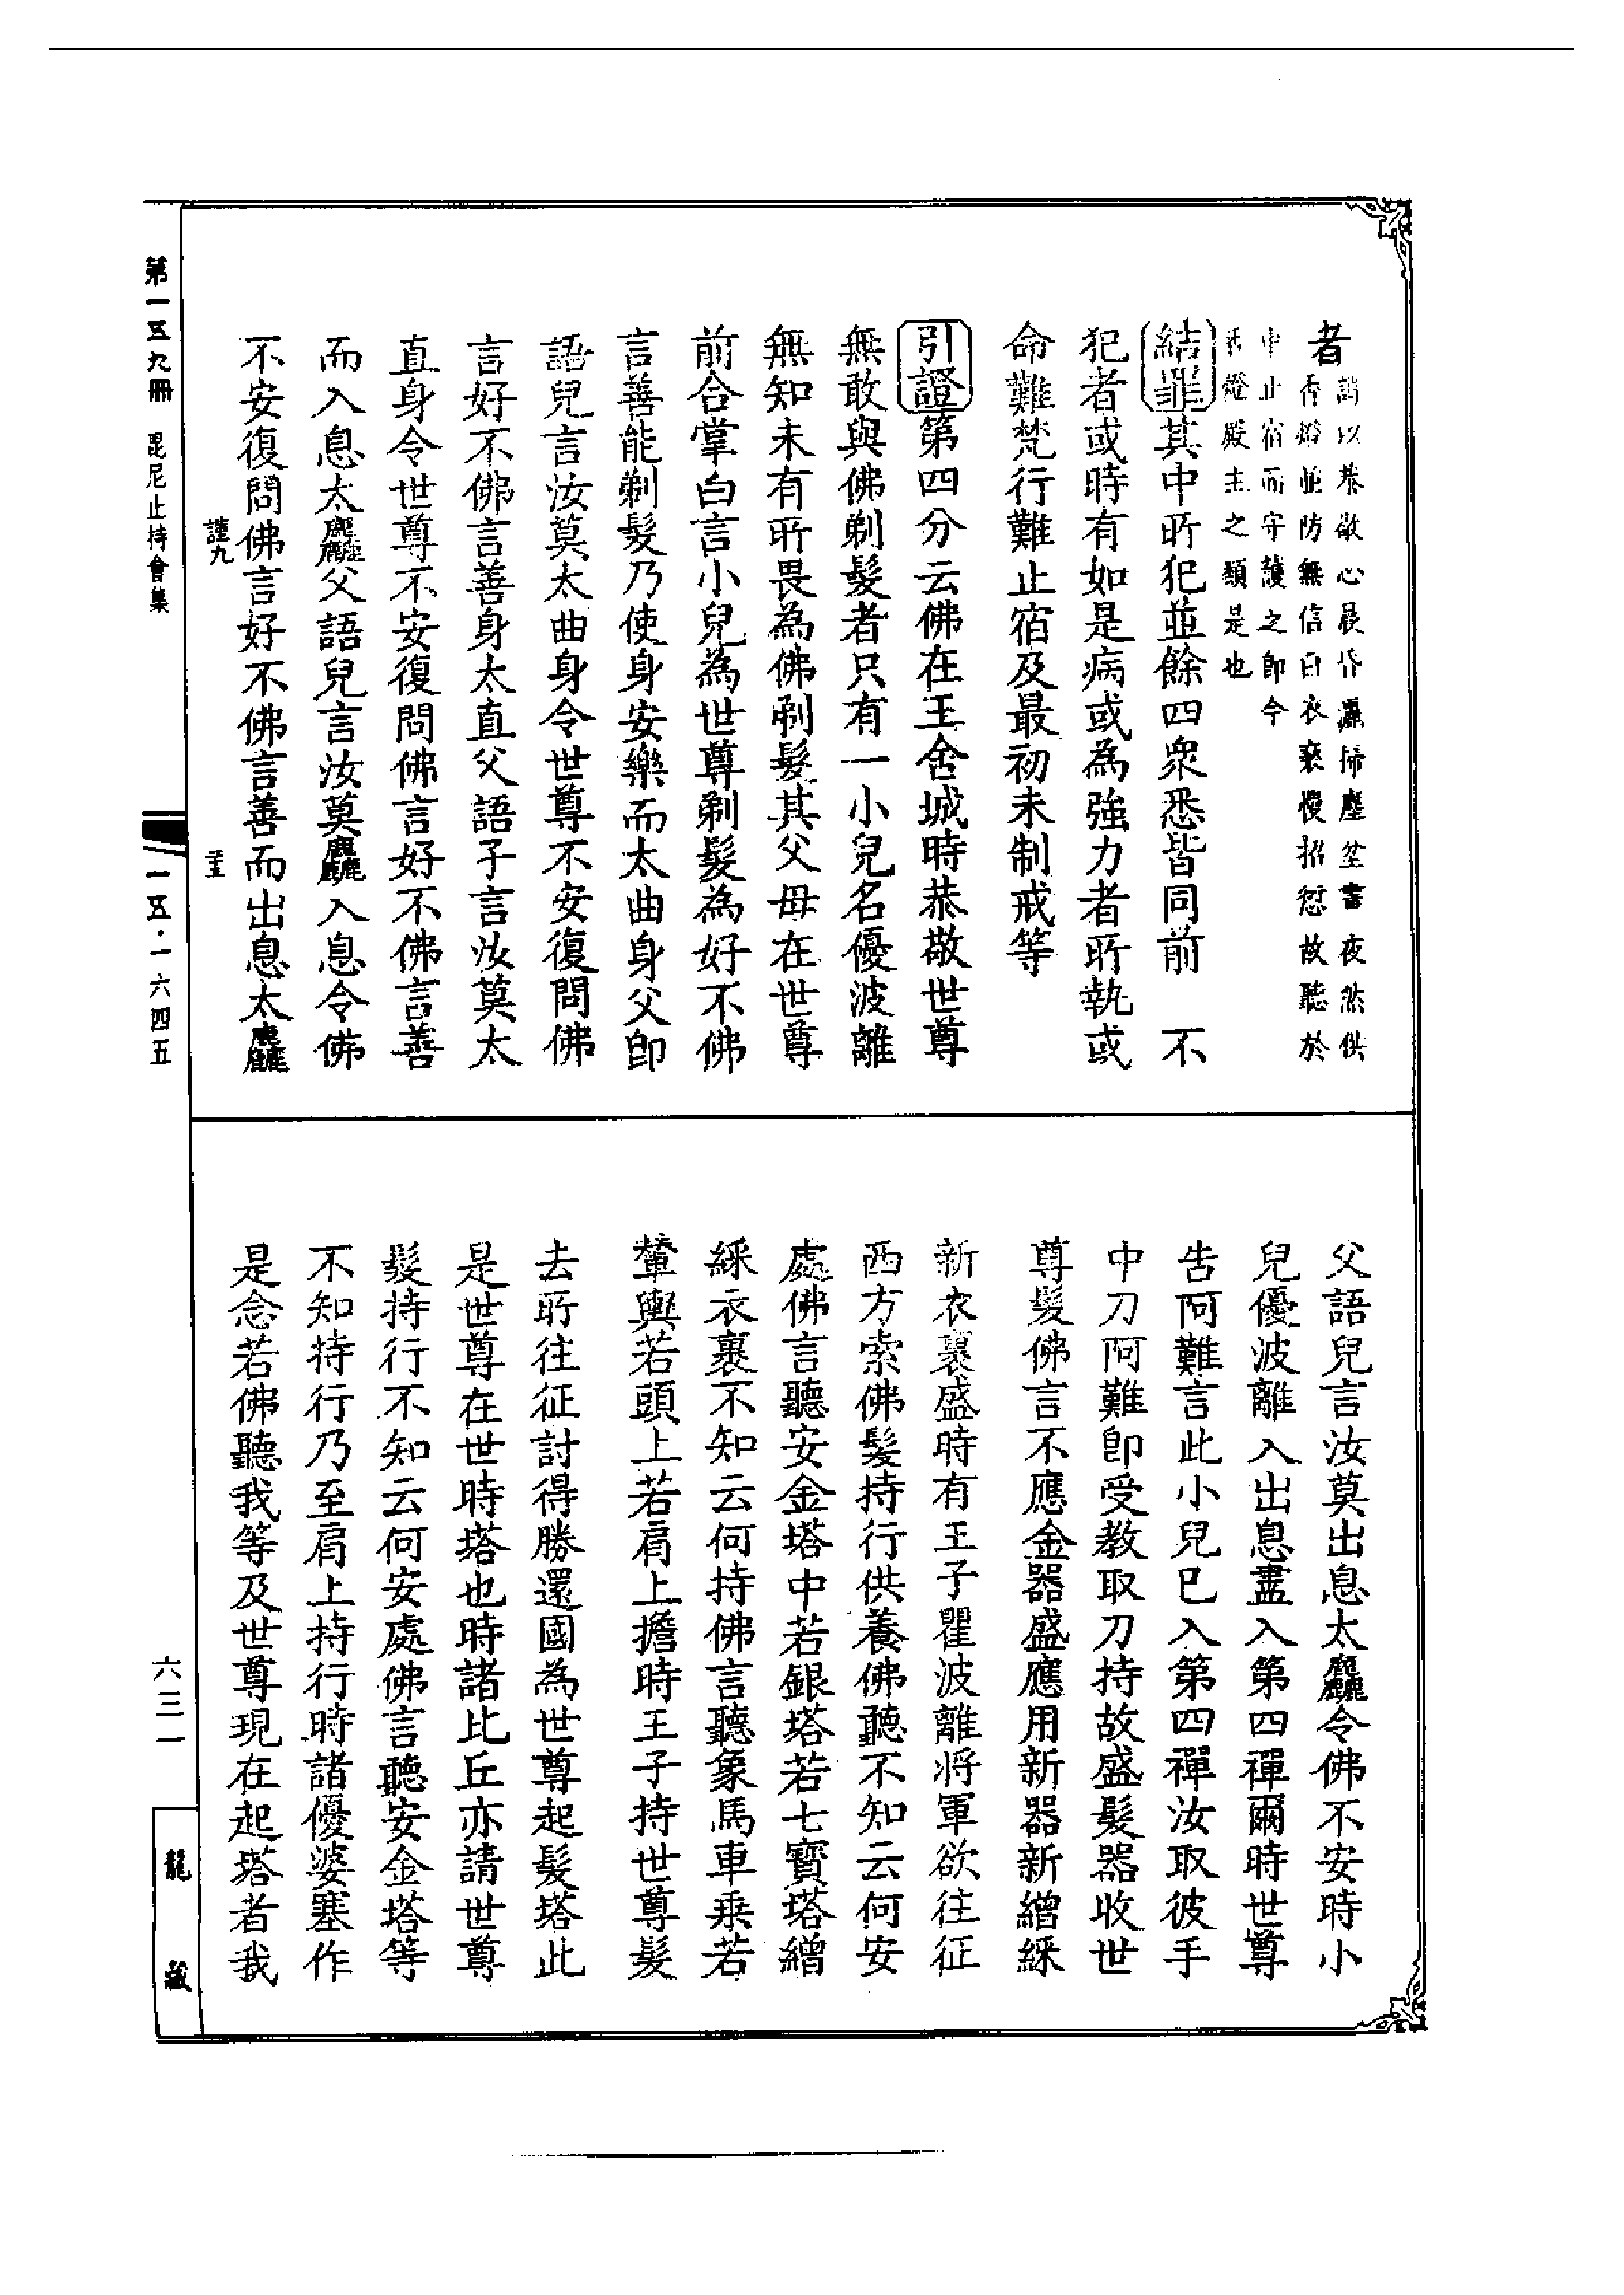 者謂以恭敬心晨昏灑掃塵坌晝夜然供
香燈並防無信白衣褻慢招愆故聽於
中止宿而守護之即今
香燈殿主之類是也
結罪其中所犯並餘四眾悉皆同前 不
犯者或時有如是病或為強力者所執或
命難梵行難止宿及最初未制戒等
引證第四分云佛在王舍城時恭敬世尊
無敢與佛剃髮者只有一小兒名優波離
無知未有所畏為佛剃髮其父母在世尊
前合掌白言小兒為世尊剃髮為好不佛
言善能剃髮乃使身安樂而太曲身父即
語兒言汝莫太曲身令世尊不安復問佛
言好不佛言善身太直父語子言汝莫太
直身令世尊不安復問佛言好不佛言善
而入息太麤父語兒言汝莫麤入息令佛
不安復問佛言好不佛言善而出息太麤
謹九
第一五九冊 毘尼止持會集
一五·一六四五
父語兒言汝莫出息太麤令佛不安時小
兒優波離入出息盡入第四禪爾時世尊
告阿難言此小兒已入第四禪汝取彼手
中刀阿難即受教取刀持故盛髮器收世
尊髮佛言不應金器盛應用新器新繒綵
新衣裹盛時有王子瞿波離將軍欲往征
西方索佛髮持行供養佛聽不知云何安
處佛言聽安金塔中若銀塔若七寶塔繒
綵衣裹不知云何持佛言聽象馬車乘若
輦輿若頭上若肩上擔時王子持世尊髮
去所往征討得勝還國為世尊起髮塔此
是世尊在世時塔也時諸比丘亦請世尊
髮持行不知云何安處佛言聽安金塔等
不知持行乃至肩上持行時諸優婆塞作
是念若佛聽我等及世尊現在起塔者我
六三一
龍藏